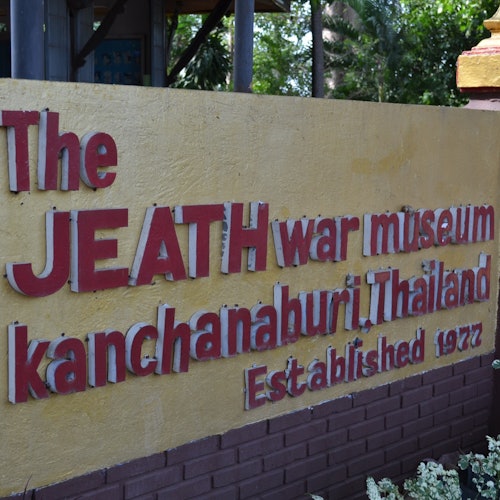 The
JEATH war museum
kanchanaburi, Thailand
Established 1977